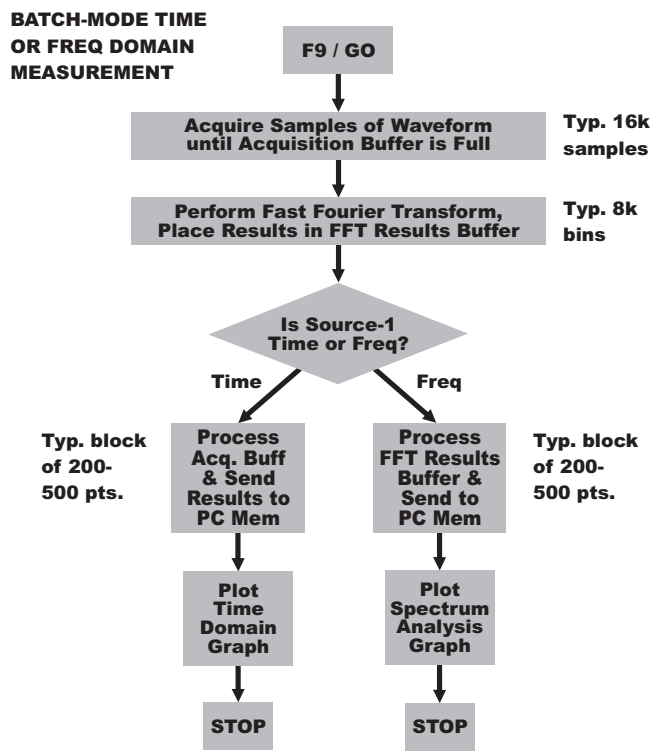 BATCH-MODE TIME
OR FREQ DOMAIN
MEASUREMENT
F9 / GO
Acquire Samples of Waveform
until Acquisition Buffer is Full
Typ. 16k
samples
Perform Fast Fourier Transform,
Place Results in FFT Results Buffer
Typ. 8k
bins
Is Source-1
Time or Freq?
Time
Freq
Typ. block
of 200-
500 pts.
Process
Acq. Buff
& Send
Results to
PC Mem
Process
FFT Results
Buffer &
Send to
PC Mem
Typ. block
of 200-
500 pts.
Plot
Time
Domain
Graph
Plot
Spectrum
Analysis
Graph
STOP
STOP